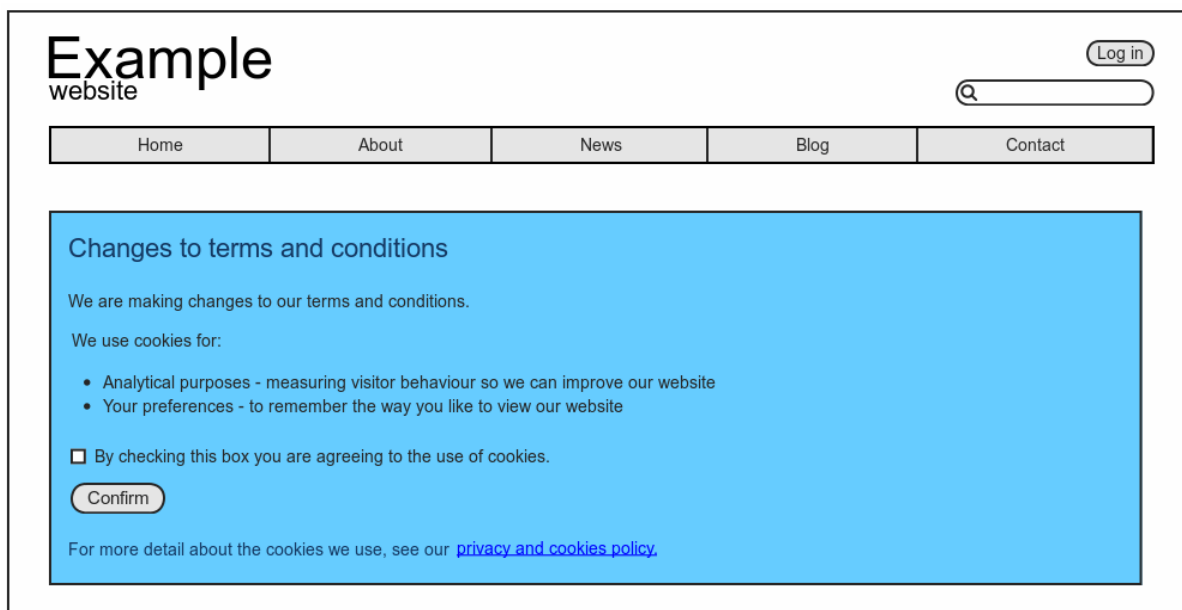 Example
website
Log in
Home About News Blog Contact
Changes to terms and conditions
We are making changes to our terms and conditions.
We use cookies for:
• Analytical purposes - measuring visitor behaviour so we can improve our website
• Your preferences - to remember the way you like to view our website
By checking this box you are agreeing to the use of cookies.
Confirm
For more detail about the cookies we use, see our privacy and cookies policy.